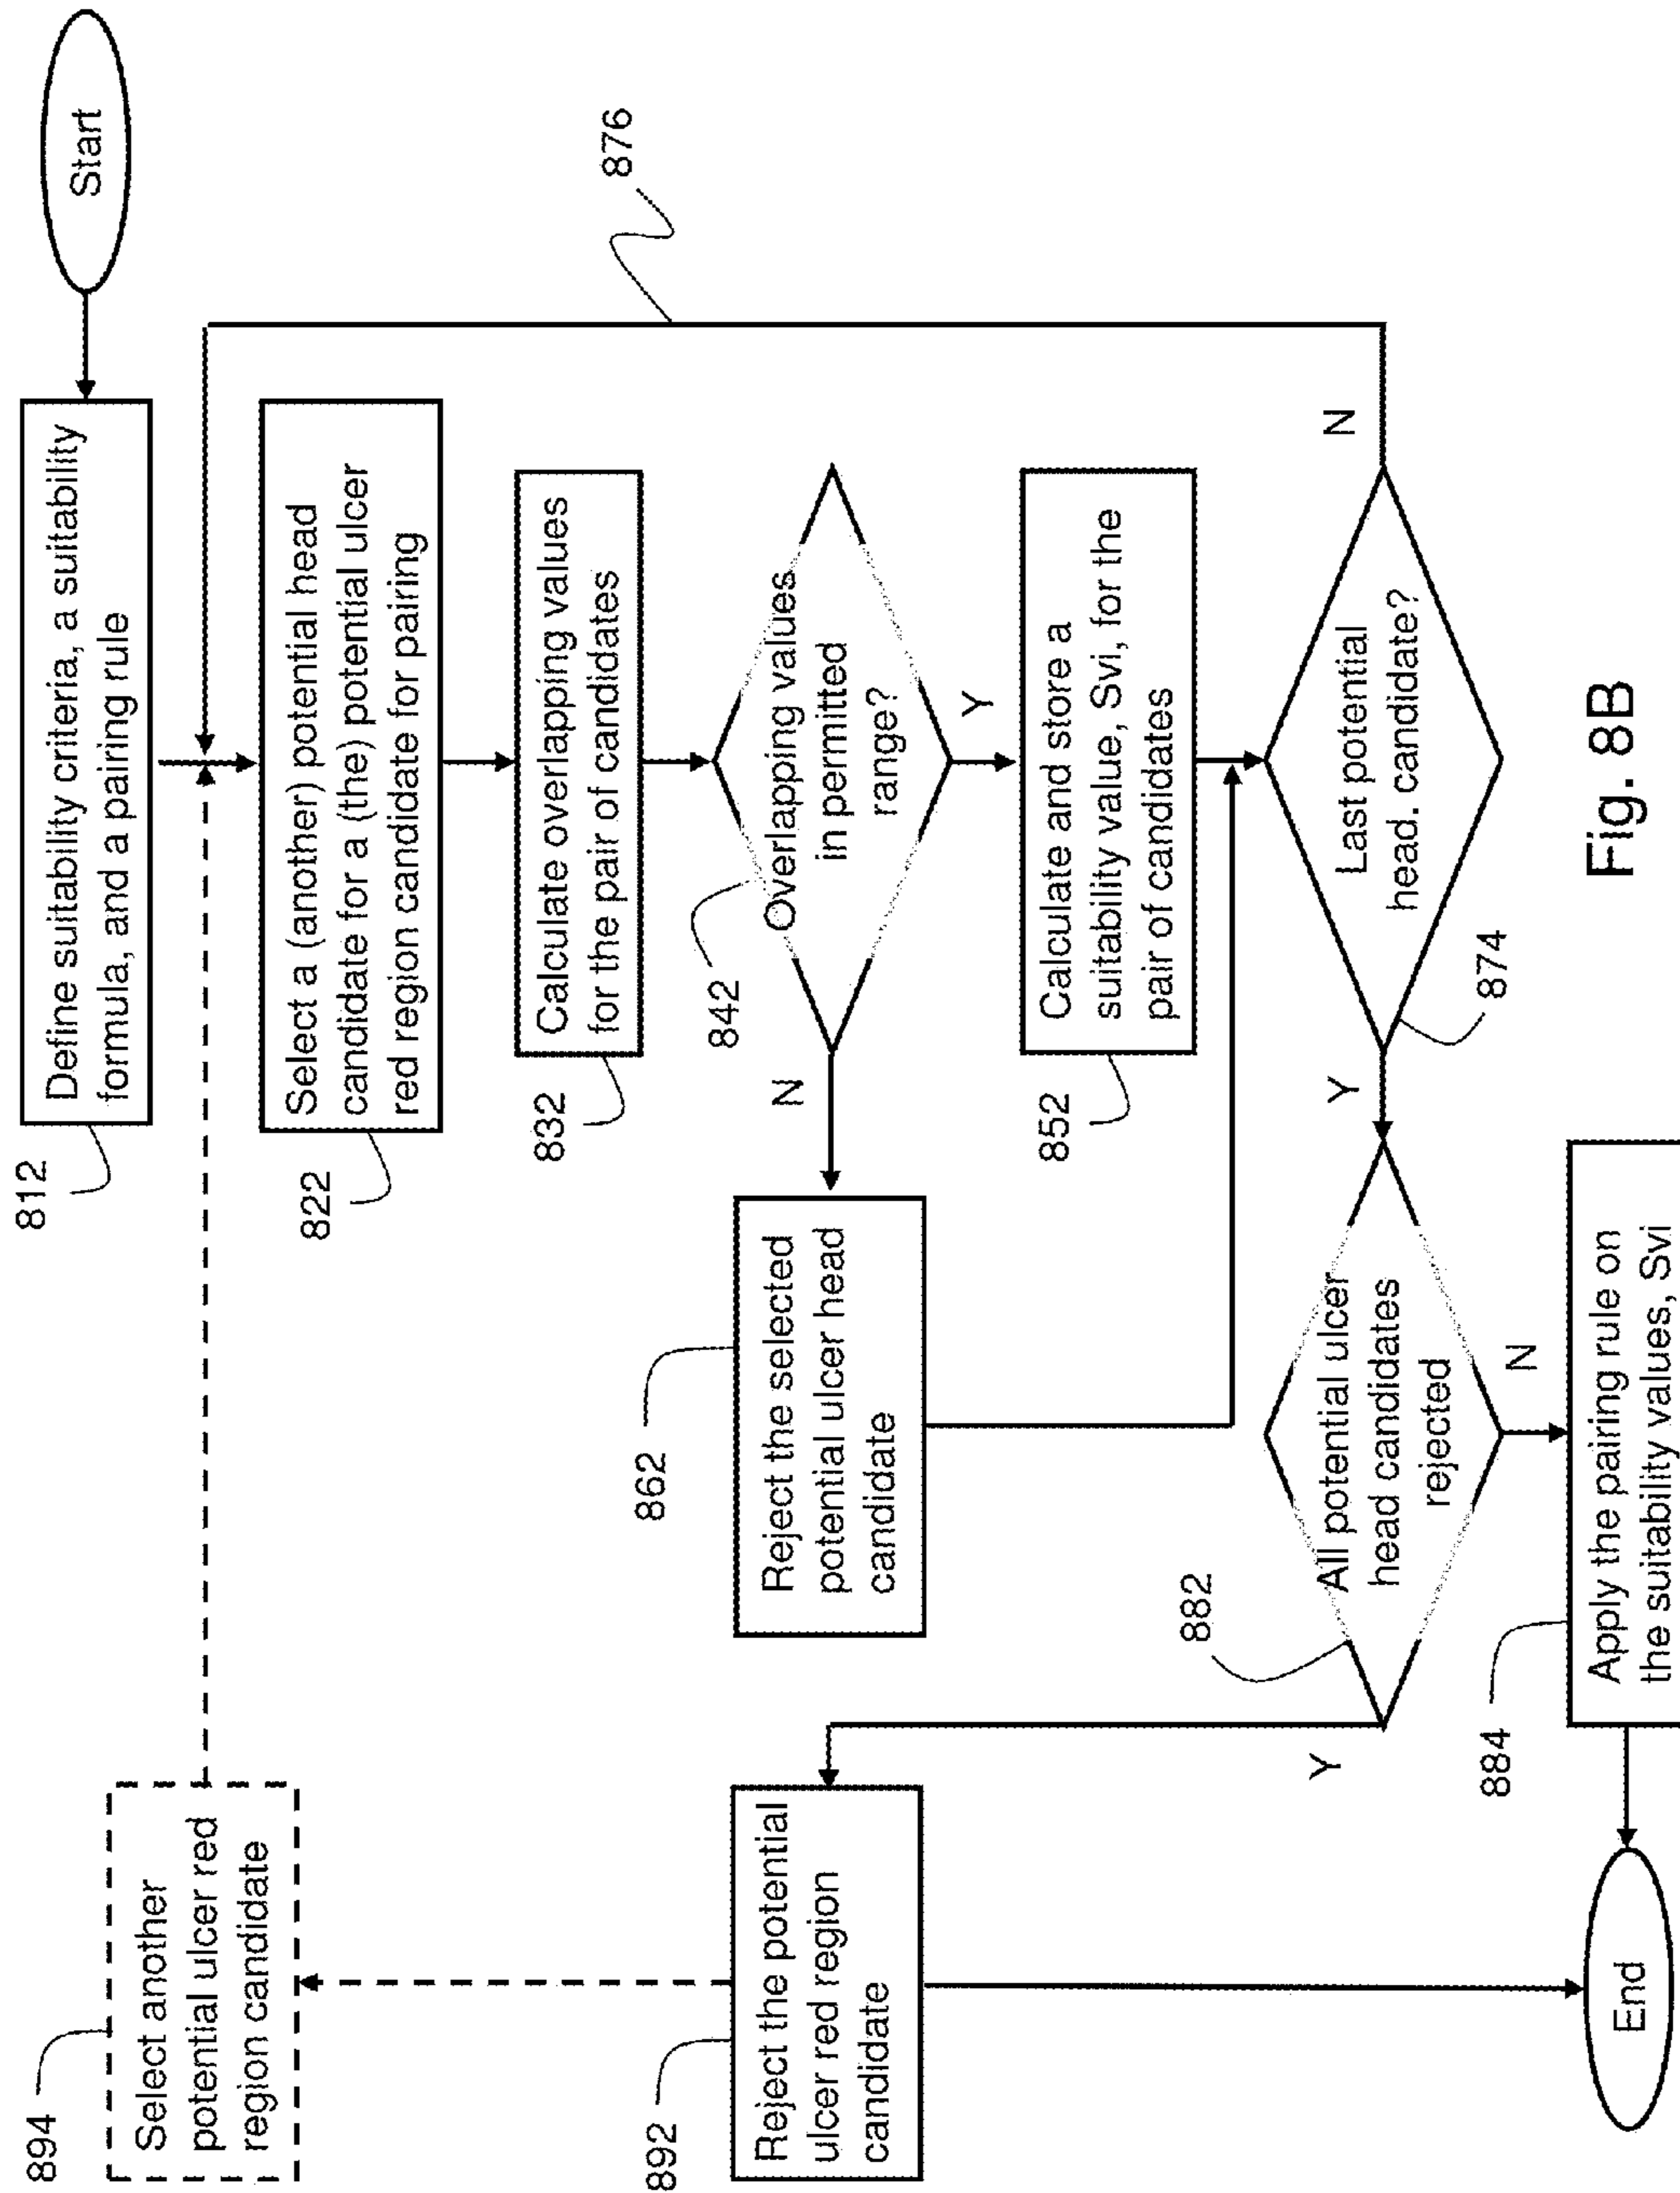 Start
812
Define suitability criteria, a suitability
formula, and a pairing rule
822
Select a (another) potential head
candidate for a (the) potential ulcer
red region candidate for pairing
832
Calculate overlapping values
for the pair of candidates
842
Overlapping values
in permitted
range?
N
Y
862
Reject the selected
potential ulcer head
candidate
852
Calculate and store a
suitability value, Svi, for the
pair of candidates
874
Last potential
head. candidate?
N
876
Y
882
All potential ulcer
head candidates
rejected
Y
N
884
Apply the pairing rule on
the suitability values, Svi
892
Reject the potential
ulcer red region
candidate
894
Select another
potential ulcer red
region candidate
End
Fig. 8B